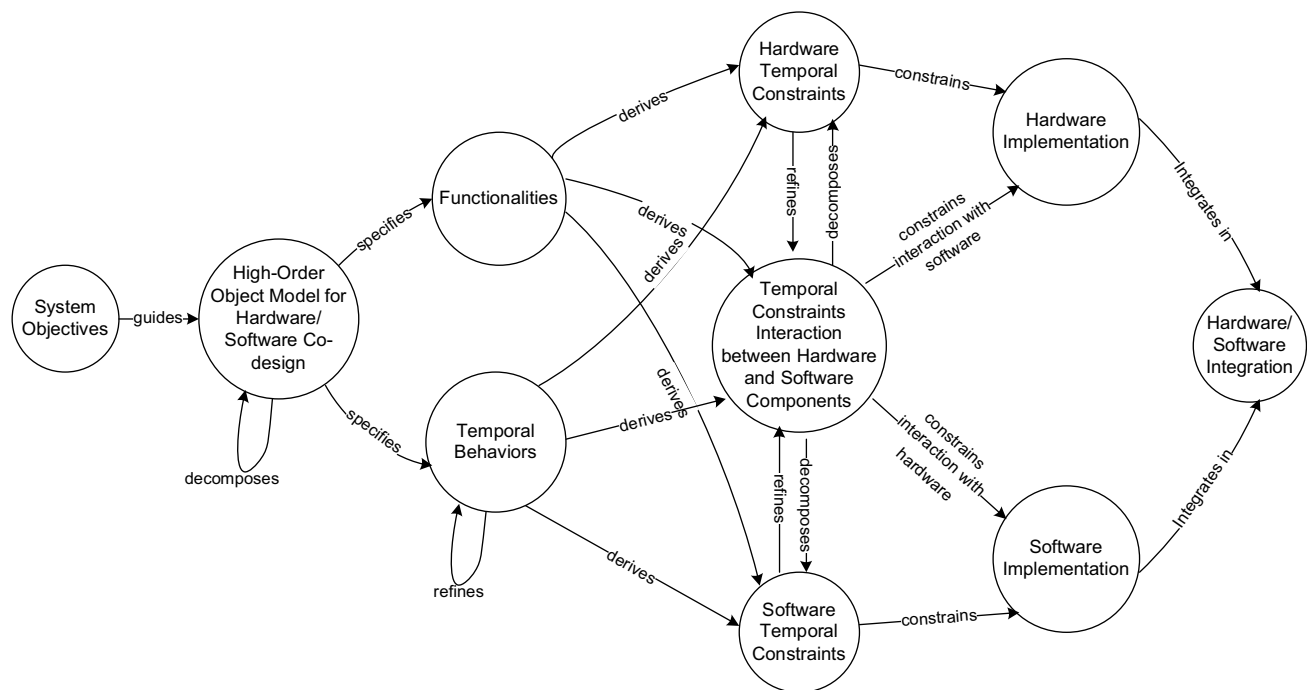 System
Objectives
guides
High-Order
Object Model for
Hardware/
Software Co-
design
decomposes
specifies
specifies
Functionalities
Temporal
Behaviors
refines
derives
derives
derives
derives
derives
derives
Hardware
Temporal
Constraints
refines
decomposes
Temporal
Constraints
Interaction
between Hardware
and Software
Components
refines
decomposes
Software
Temporal
Constraints
constrains
constrains
interaction with
software
constrains
interaction with
hardware
constrains
Hardware
Implementation
Software
Implementation
Integrates in
Integrates in
Hardware/
Software
Integration